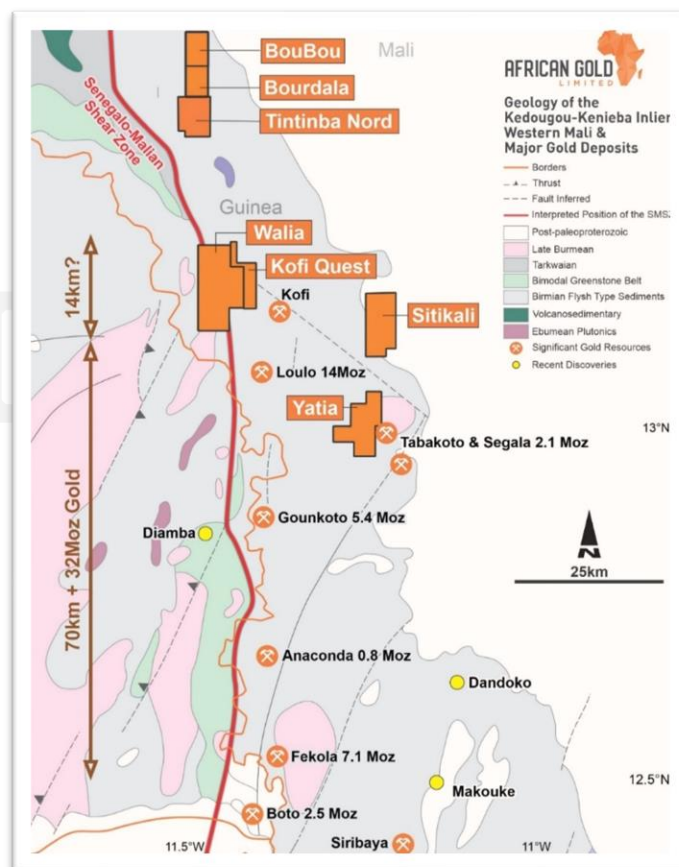 BouBou
Mali
Bourdala
Tintinba Nord
AFRICAN GOLD
LIMITED
Geology of the
Kedougou-Kenieba Inlier
Western Mali &
Major Gold Deposits
Borders
Thrust
Fault Inferred
Interpreted Position of the SMSZ
Post-paleoproterozoic
Late Burmean
Tarkwaian
Bimodal Greenstone Belt
Birmian Flysh Type Sediments
Volcanosedimentary
Ebumean Plutonics
Significant Gold Resources
Recent Discoveries
Senegalo-Malian
Shear Zone
Guinea
Walia
Kofi Quest
Kofi
14km?
Sitikali
Loulo 14Moz
Yatia
13°N
Tabakoto & Segala 2.1 Moz
Gounkoto 5.4 Moz
Diamba
N
25km
70km + 32Moz Gold
Anaconda 0.8 Moz
Dandoko
Fekola 7.1 Moz
Makouke
12.5°N
Boto 2.5 Moz
Siribaya
11.5°W
11°W